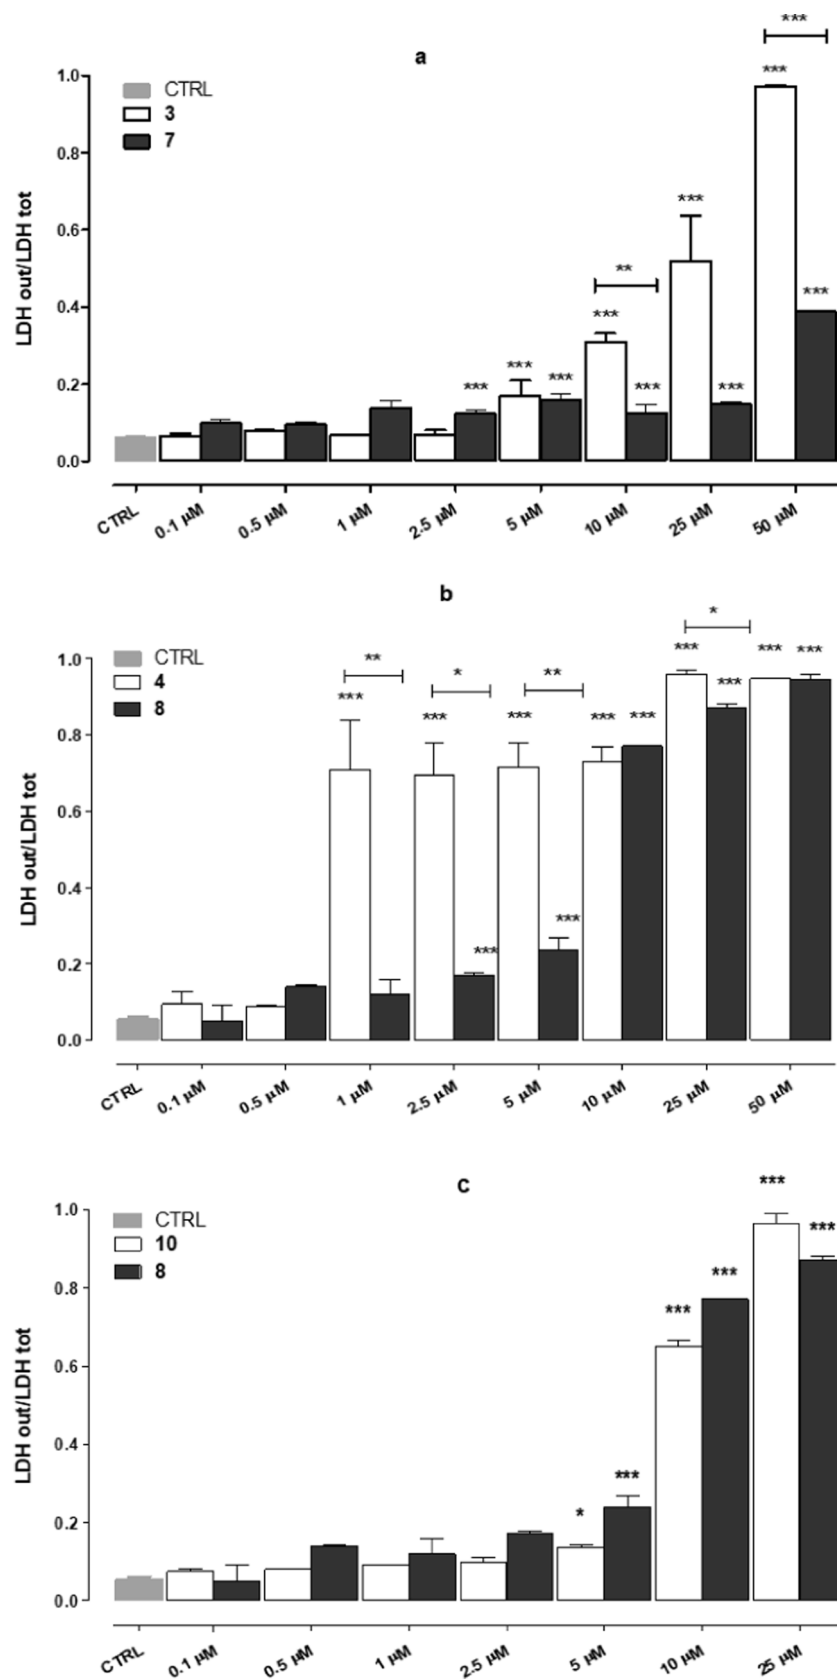 ***
a
1.0
CTRL
3
7
***
0.8
***
0.6
**
0.4
***
***
***
***
***
***
***
0.2
0.0
LDH out/LDH tot
CTRL 0.1 µM 0.5 µM 1 µM 2.5 µM 5 µM 10 µM 25 µM 50 µM
b
*
1.0
CTRL
4
8
** * **
*** *** *** *** *** *** *** *** ***
0.8
0.6
0.4
*** ***
0.2
0.0
LDH out/LDH tot
CTRL 0.1 µM 0.5 µM 1 µM 2.5 µM 5 µM 10 µM 25 µM 50 µM
c
***
1.0
CTRL
10
8
***
*** ***
0.8
0.6
0.4
* ***
0.2
0.0
LDH out/LDH tot
CTRL 0.1 µM 0.5 µM 1 µM 2.5 µM 5 µM 10 µM 25 µM